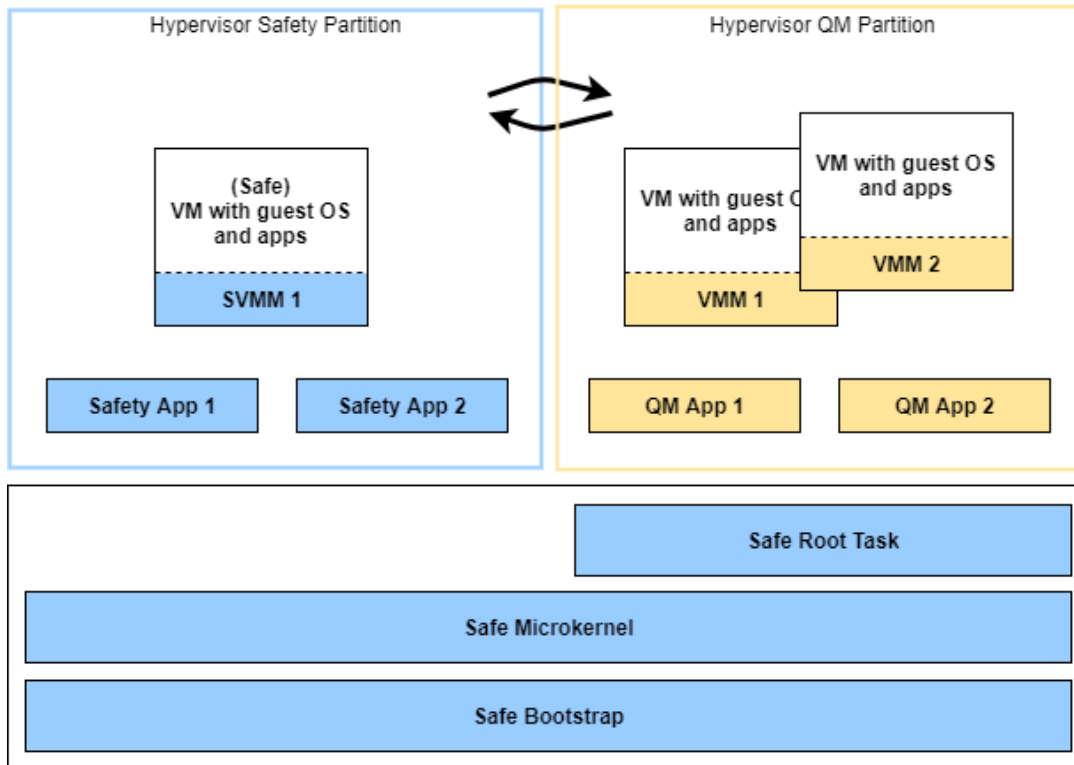 Hypervisor Safety Partition
Hypervisor QM Partition
(Safe)
VM with guest OS
and apps
SVMM 1
VM with guest
and apps
VMM 1
VM with guest OS
and apps
VMM 2
Safety App 1
Safety App 2
QM App 1
QM App 2
Safe Root Task
Safe Microkernel
Safe Bootstrap